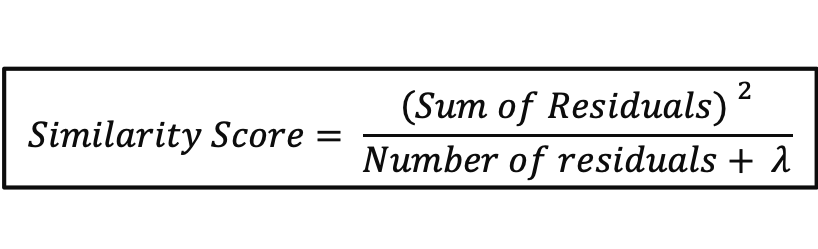 Similarity Score = (Sum of Residuals)² / Number of residuals + λ